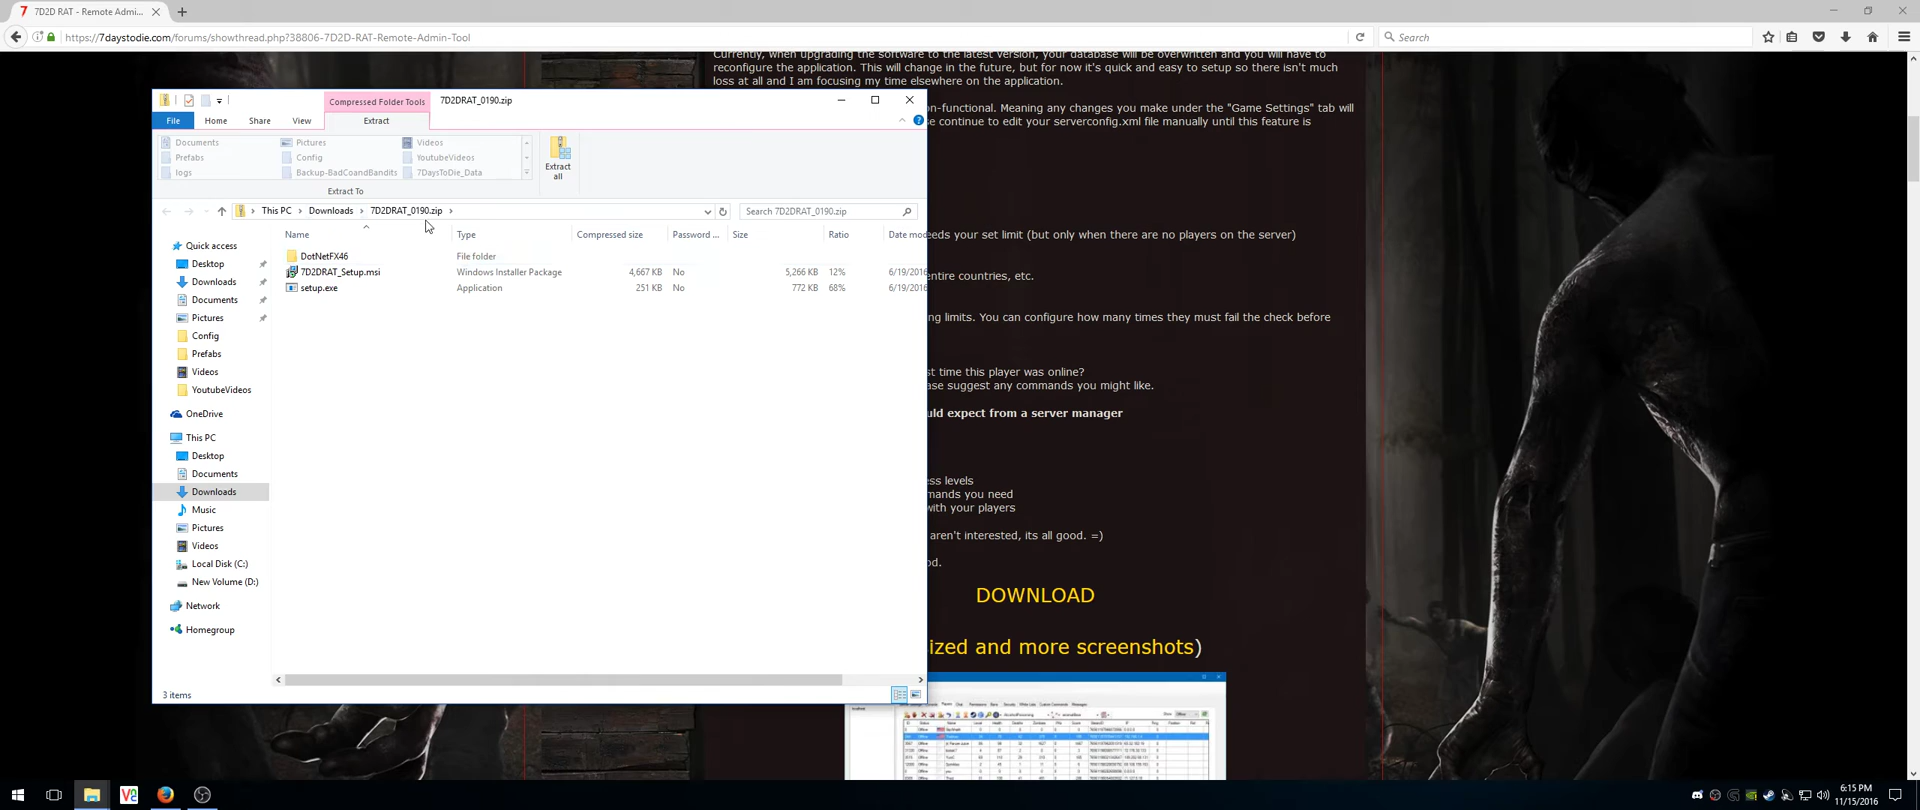 7D2D RAT - Remote Admi...
https://7daystodie.com/forums/showthread.php?38806-7D2D-RAT-Remote-Admin-Tool
Search
Currently, when upgrading the software to the latest version, your database will be overwritten and you will have to
reconfigure the application. This will change in the future, but for now it's quick and easy to setup so there isn't much
loss at all and I am focusing my time elsewhere on the application.
on-functional. Meaning any changes you make under the "Game Settings" tab will
se continue to edit your serverconfig.xml file manually until this feature is
eeds your set limit (but only when there are no players on the server)
entire countries, etc.
ng limits. You can configure how many times they must fail the check before
st time this player was online?
ase suggest any commands you might like.
uld expect from a server manager
ess levels
mands you need
with your players
aren't interested, its all good. =)
od.
DOWNLOAD
ized and more screenshots)
Compressed Folder Tools
7D2DRAT_0190.zip
File
Home
Share
View
Extract
Documents
Pictures
Videos
Prefabs
Config
YoutubeVideos
logs
Backup-BadCoandBandits
7DaysToDie_Data
Extract To
Extract
all
This PC
Downloads
7D2DRAT_0190.zip
Search 7D2DRAT_0190.zip
Name
Type
Compressed size
Password ...
Size
Ratio
Date mod
DotNetFX46
File folder
7D2DRAT_Setup.msi
Windows Installer Package
4,667 KB
No
5,266 KB
12%
6/19/2016
setup.exe
Application
251 KB
No
772 KB
68%
6/19/2016
Quick access
Desktop
Downloads
Documents
Pictures
Config
Prefabs
Videos
YoutubeVideos
OneDrive
This PC
Desktop
Documents
Downloads
Music
Pictures
Videos
Local Disk (C:)
New Volume (D:)
Network
Homegroup
3 items
6:15 PM
11/15/2016